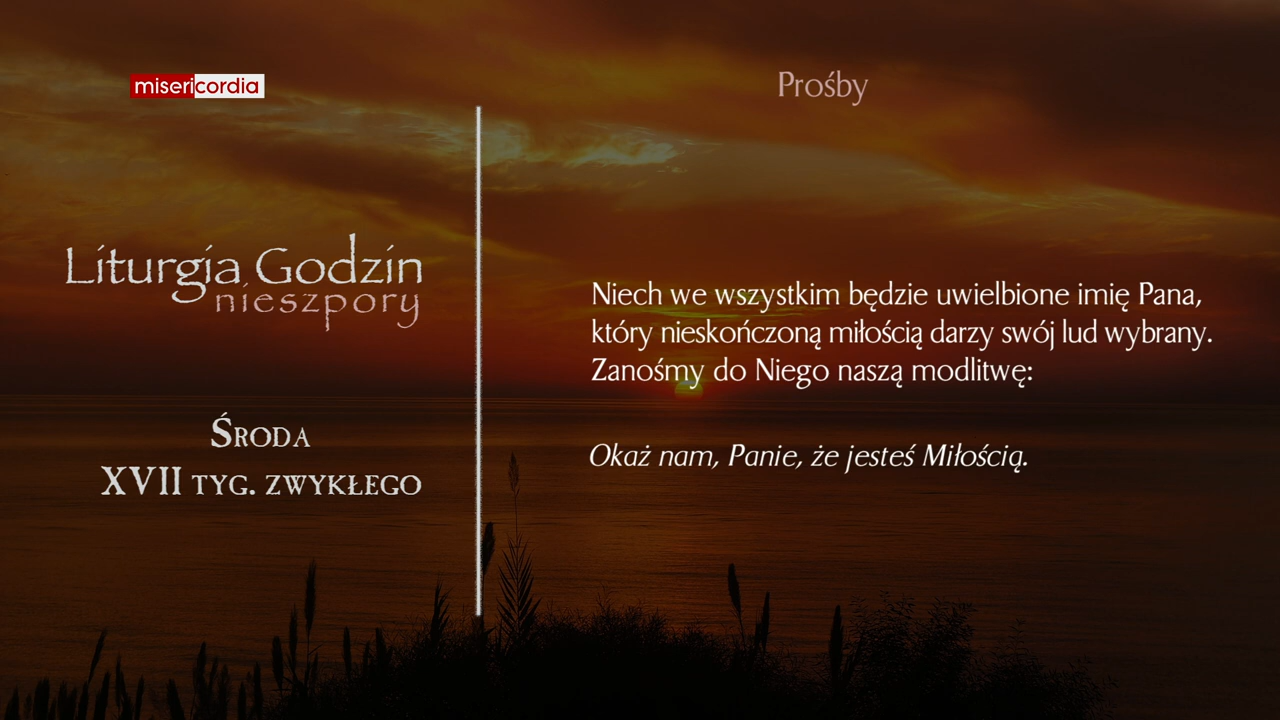 misericordia
Prośby
Liturgia Godzin
nieszpory
Środa
XVII tyg. zwykłego
Niech we wszystkim będzie uwielbione imię Pana,
który nieskończoną miłością darzy swój lud wybrany.
Zanośmy do Niego naszą modlitwę:
Okaż nam, Panie, że jesteś Miłością.